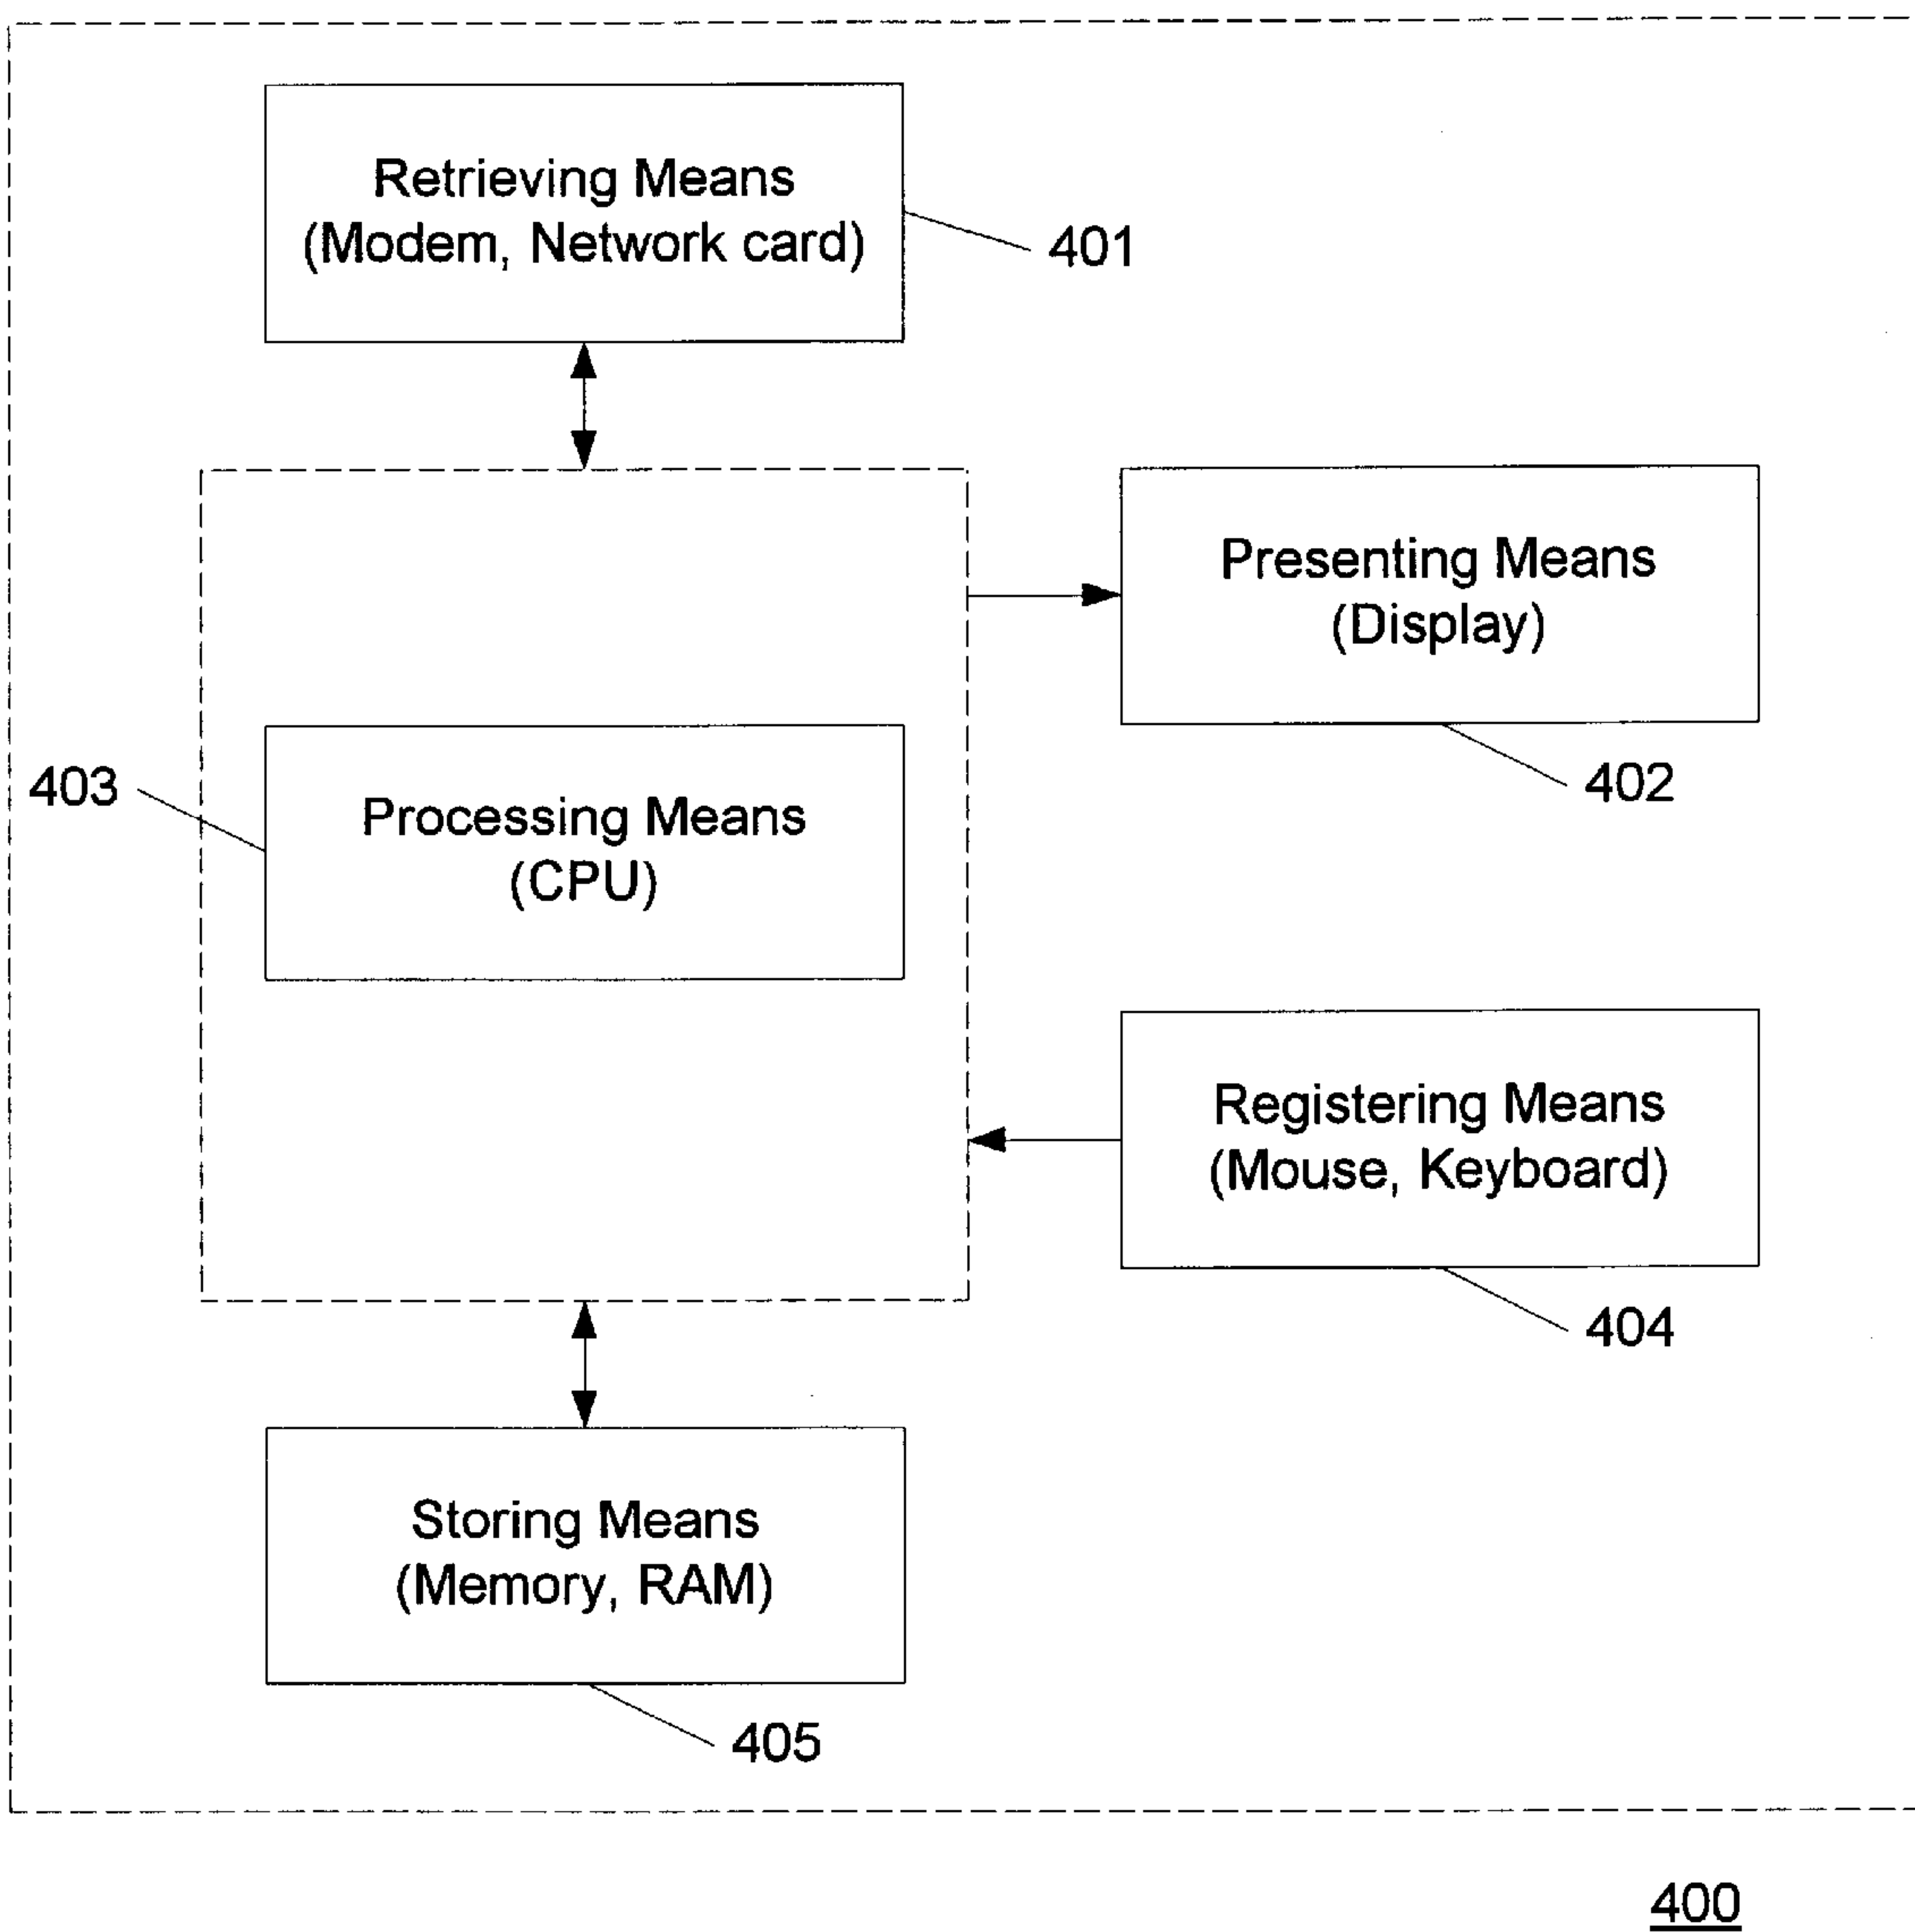 Retrieving Means
(Modem, Network card)
401
Presenting Means
(Display)
402
403
Processing Means
(CPU)
Registering Means
(Mouse, Keyboard)
404
Storing Means
(Memory, RAM)
405
400